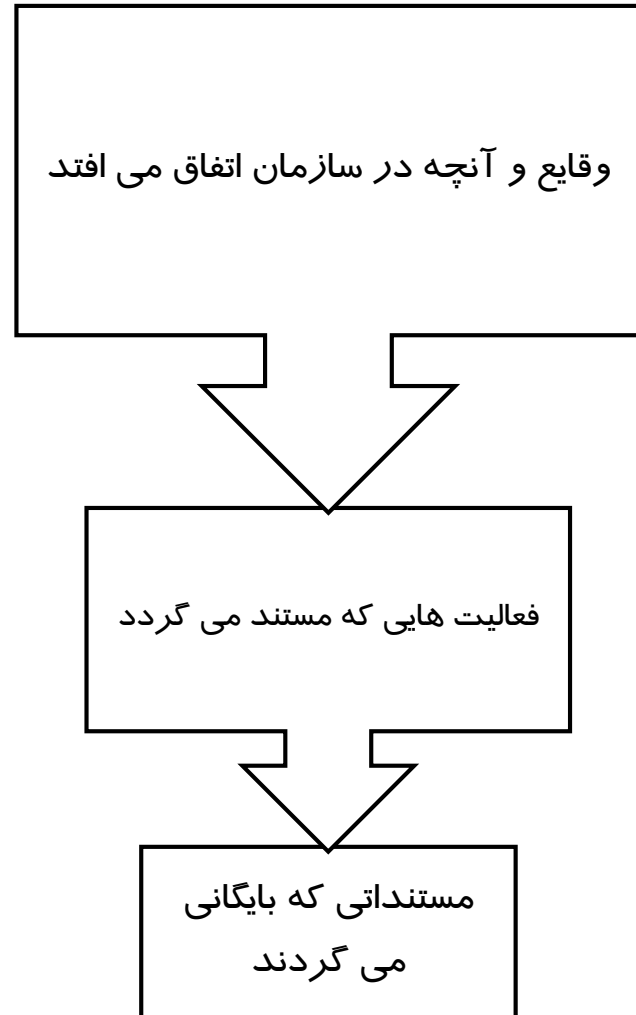 وقایع و آنچه در سازمان اتفاق می افتد
فعالیت هایی که مستند می گردد
مستنداتی که بایگانی
می گردند